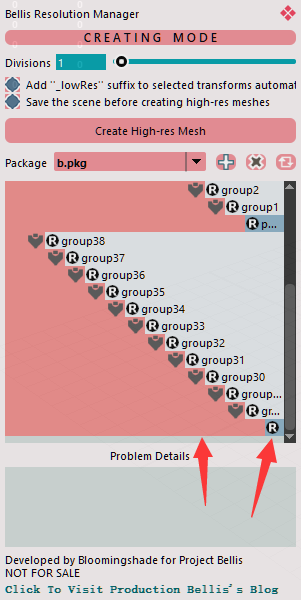 Bellis Resolution Manager
CREATING MODE
Divisions 1
Add "_lowRes" suffix to selected transforms automat
Save the scene before creating high-res meshes
Create High-res Mesh
Package b.pkg
R group2
R group1
R p...
R group38
R group37
R group36
R group35
R group34
R group33
R group32
R group31
R group30
R group...
R gr...
R
Problem Details
Developed by Bloomingshade for Project Bellis
NOT FOR SALE
Click To Visit Production Bellis's Blog